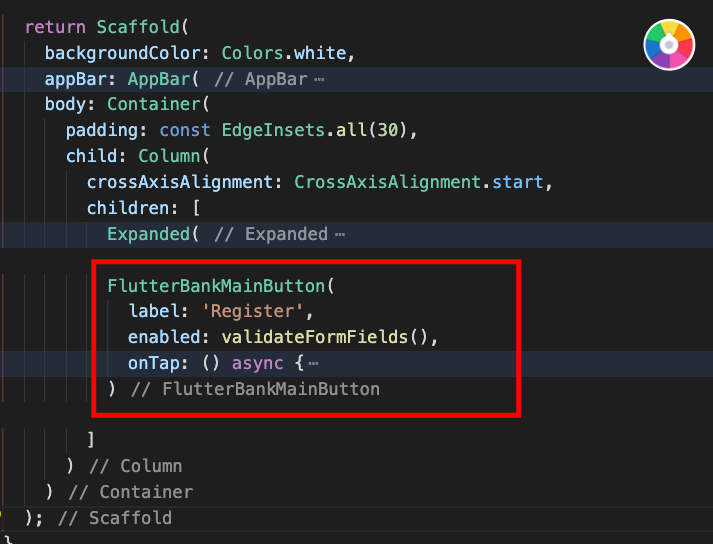 return Scaffold(
backgroundColor: Colors.white,
appBar: AppBar( // AppBar ⋯
body: Container(
padding: const EdgeInsets.all(30),
child: Column(
crossAxisAlignment: CrossAxisAlignment.start,
children: [
Expanded( // Expanded ⋯
FlutterBankMainButton(
label: 'Register',
enabled: validateFormFields(),
onTap: () async {⋯
) // FlutterBankMainButton
]
) // Column
) // Container
); // Scaffold
}